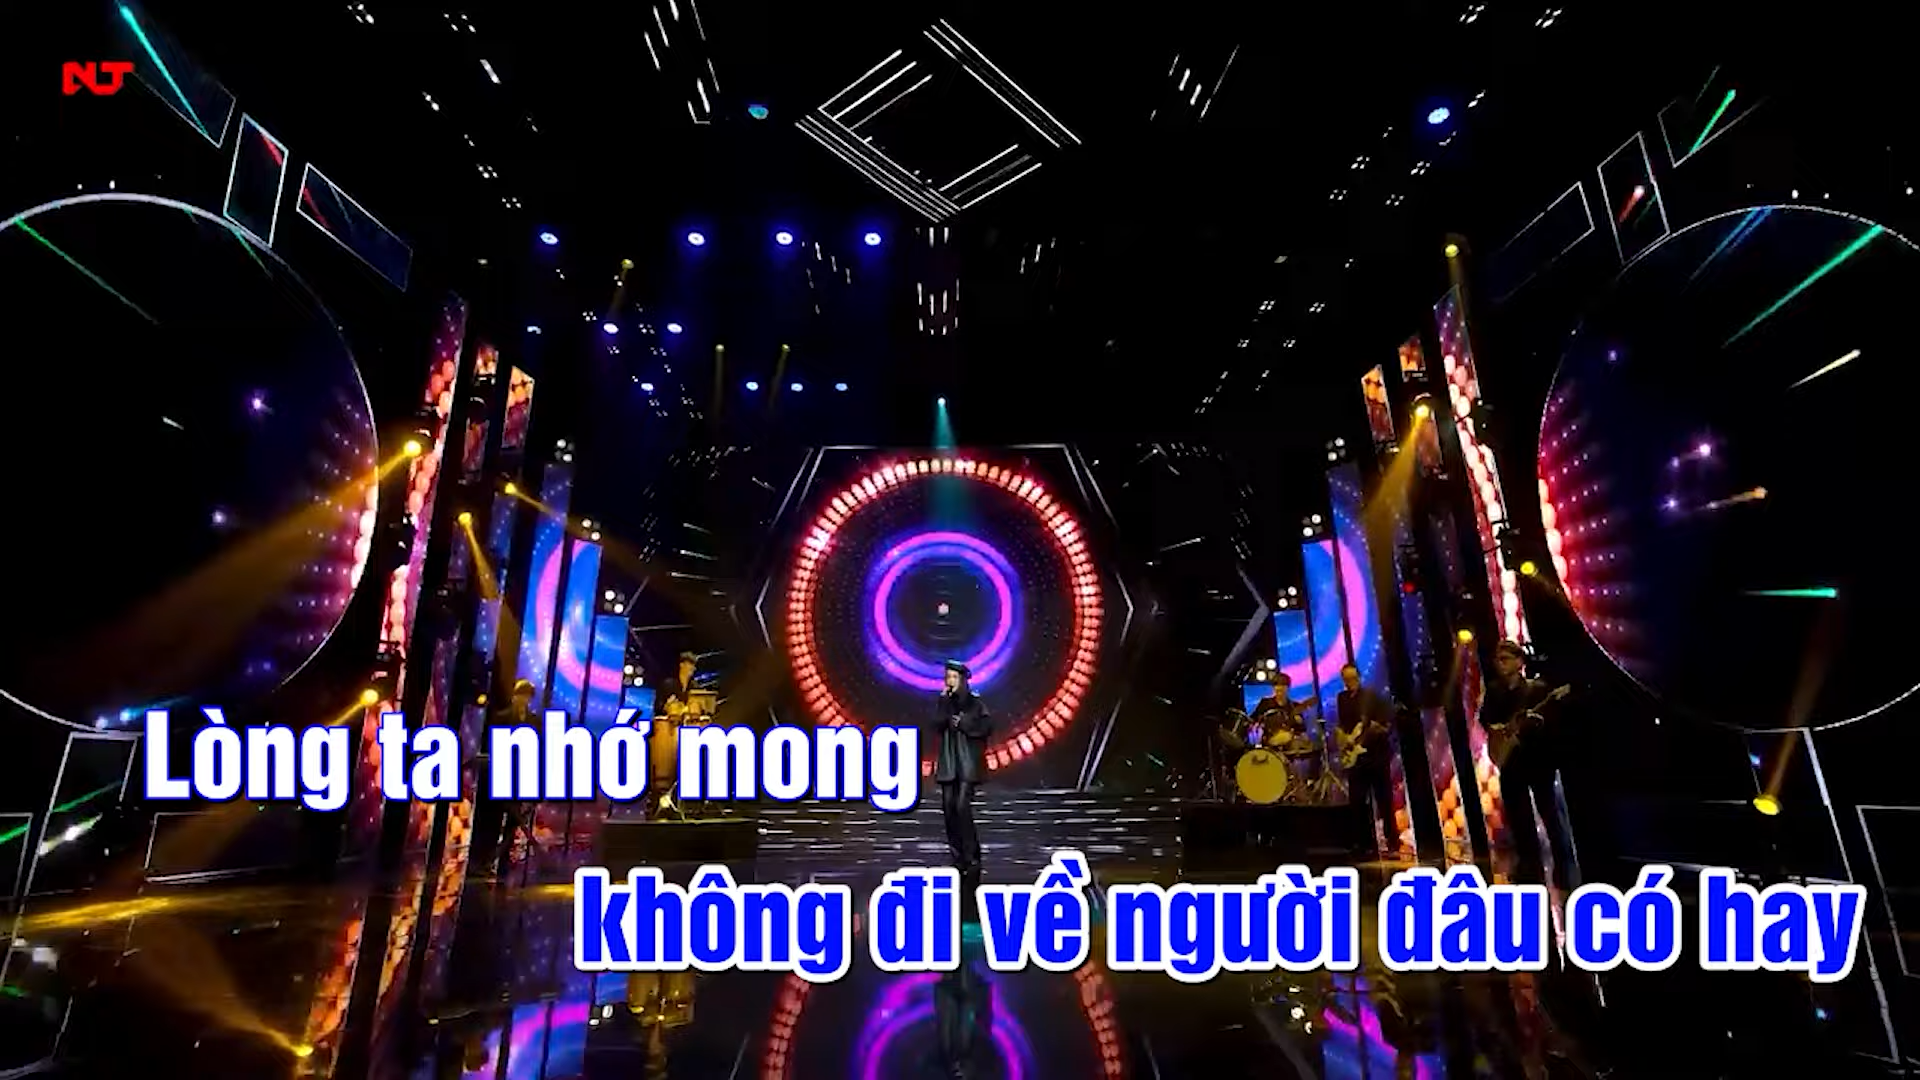 NT
Lòng ta nhớ mong
không đi về người đâu có hay